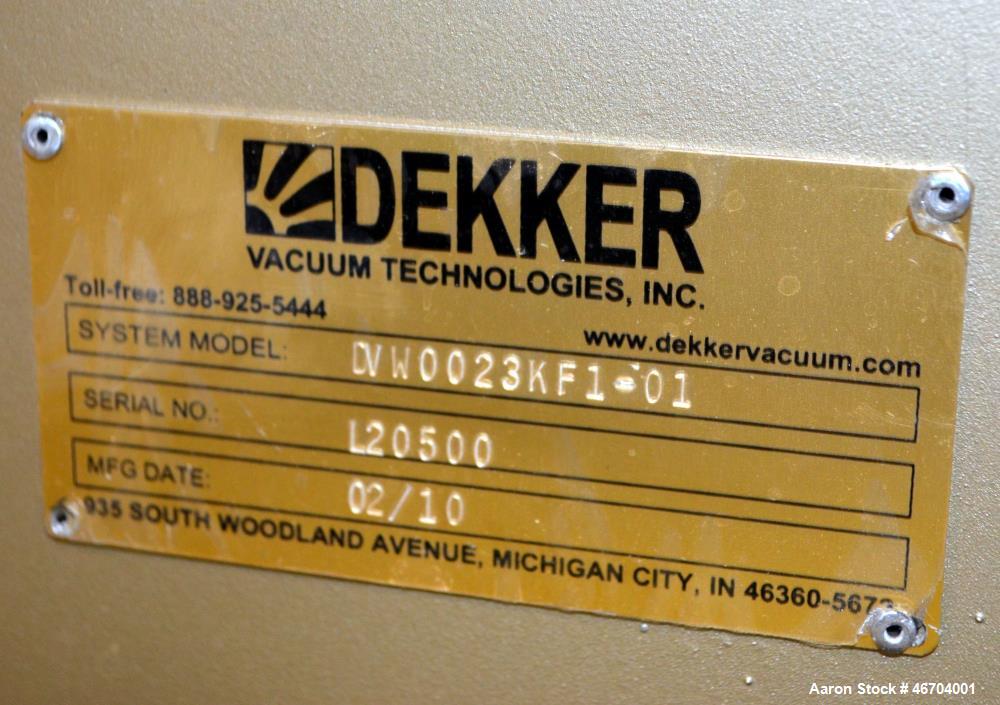 DEKKER
VACUUM TECHNOLOGIES, INC.
Toll-free: 888-925-5444
www.dekkervacuum.com
SYSTEM MODEL: DVW0023KF1-01
SERIAL NO.: L20500
MFG DATE: 02/10
935 SOUTH WOODLAND AVENUE, MICHIGAN CITY, IN 46360-5672
Aaron Stock # 46704001